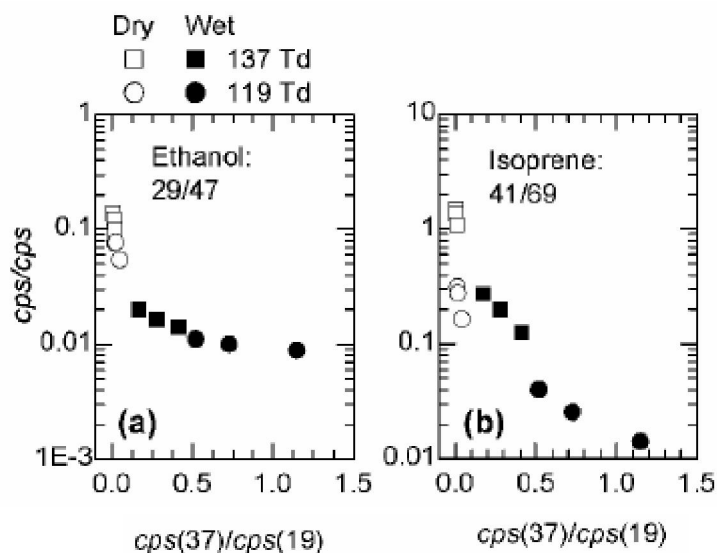 Dry Wet
137 Td
119 Td
1
0.1
0.01
1E-3
cps/cps
Ethanol:
29/47
(a)
0.0 0.5 1.0 1.5
cps(37)/cps(19)
10
1
0.1
0.01
Isoprene:
41/69
(b)
0.0 0.5 1.0 1.5
cps(37)/cps(19)